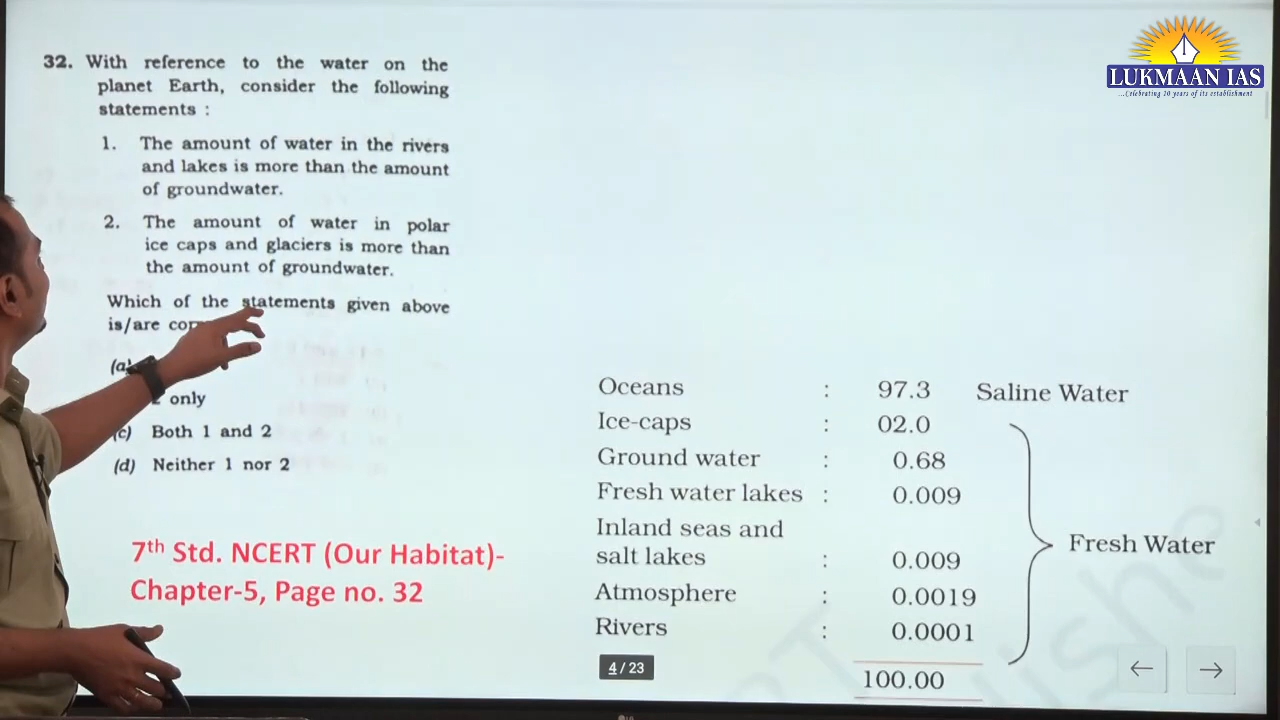 LUKMAAN IAS
...Celebrating 10 years of its establishment
32. With reference to the water on the
planet Earth, consider the following
statements :
1. The amount of water in the rivers
and lakes is more than the amount
of groundwater.
2. The amount of water in polar
ice caps and glaciers is more than
the amount of groundwater.
Which of the statements given above
is/are
(a)
only
(c) Both 1 and 2
(d) Neither 1 nor 2
7th Std. NCERT (Our Habitat)-
Chapter-5, Page no. 32
Oceans : 97.3 Saline Water
Ice-caps : 02.0
Ground water : 0.68
Fresh water lakes : 0.009
Inland seas and
salt lakes : 0.009
Fresh Water
Atmosphere : 0.0019
Rivers : 0.0001
4 / 23
100.00